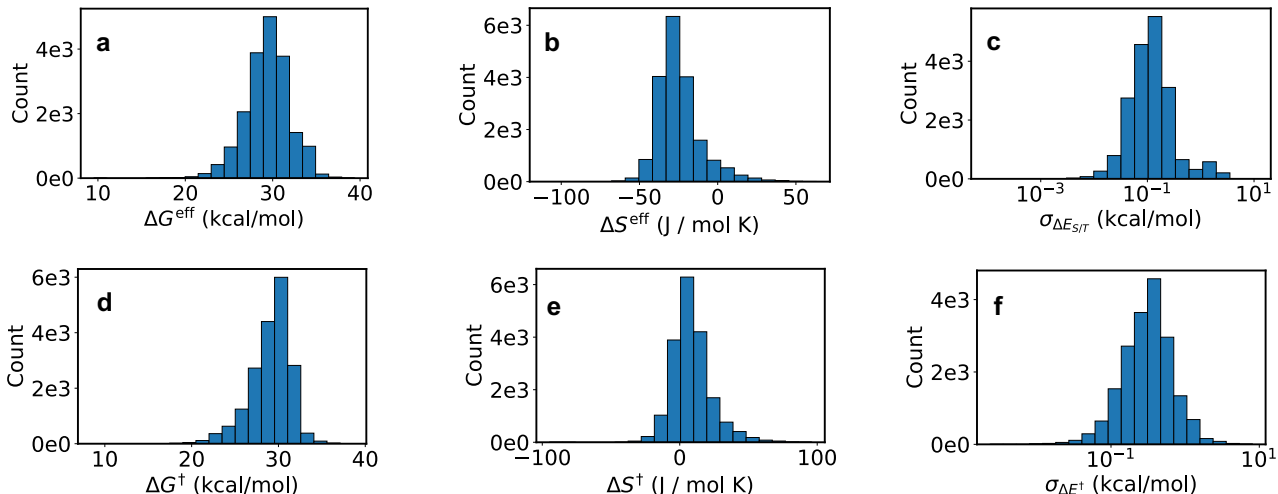 a
Count
4e3
2e3
0e0
10 20 30 40
ΔG^eff (kcal/mol)
b
Count
6e3
4e3
2e3
0e0
−100 −50 0 50
ΔS^eff (J / mol K)
c
Count
4e3
2e3
0e0
10^−3 10^−1 10^1
σ_ΔE_S/T (kcal/mol)
d
Count
6e3
4e3
2e3
0e0
10 20 30 40
ΔG^† (kcal/mol)
e
Count
6e3
4e3
2e3
0e0
−100 0 100
ΔS^† (J / mol K)
f
Count
4e3
2e3
0e0
10^−1 10^1
σ_ΔE^† (kcal/mol)